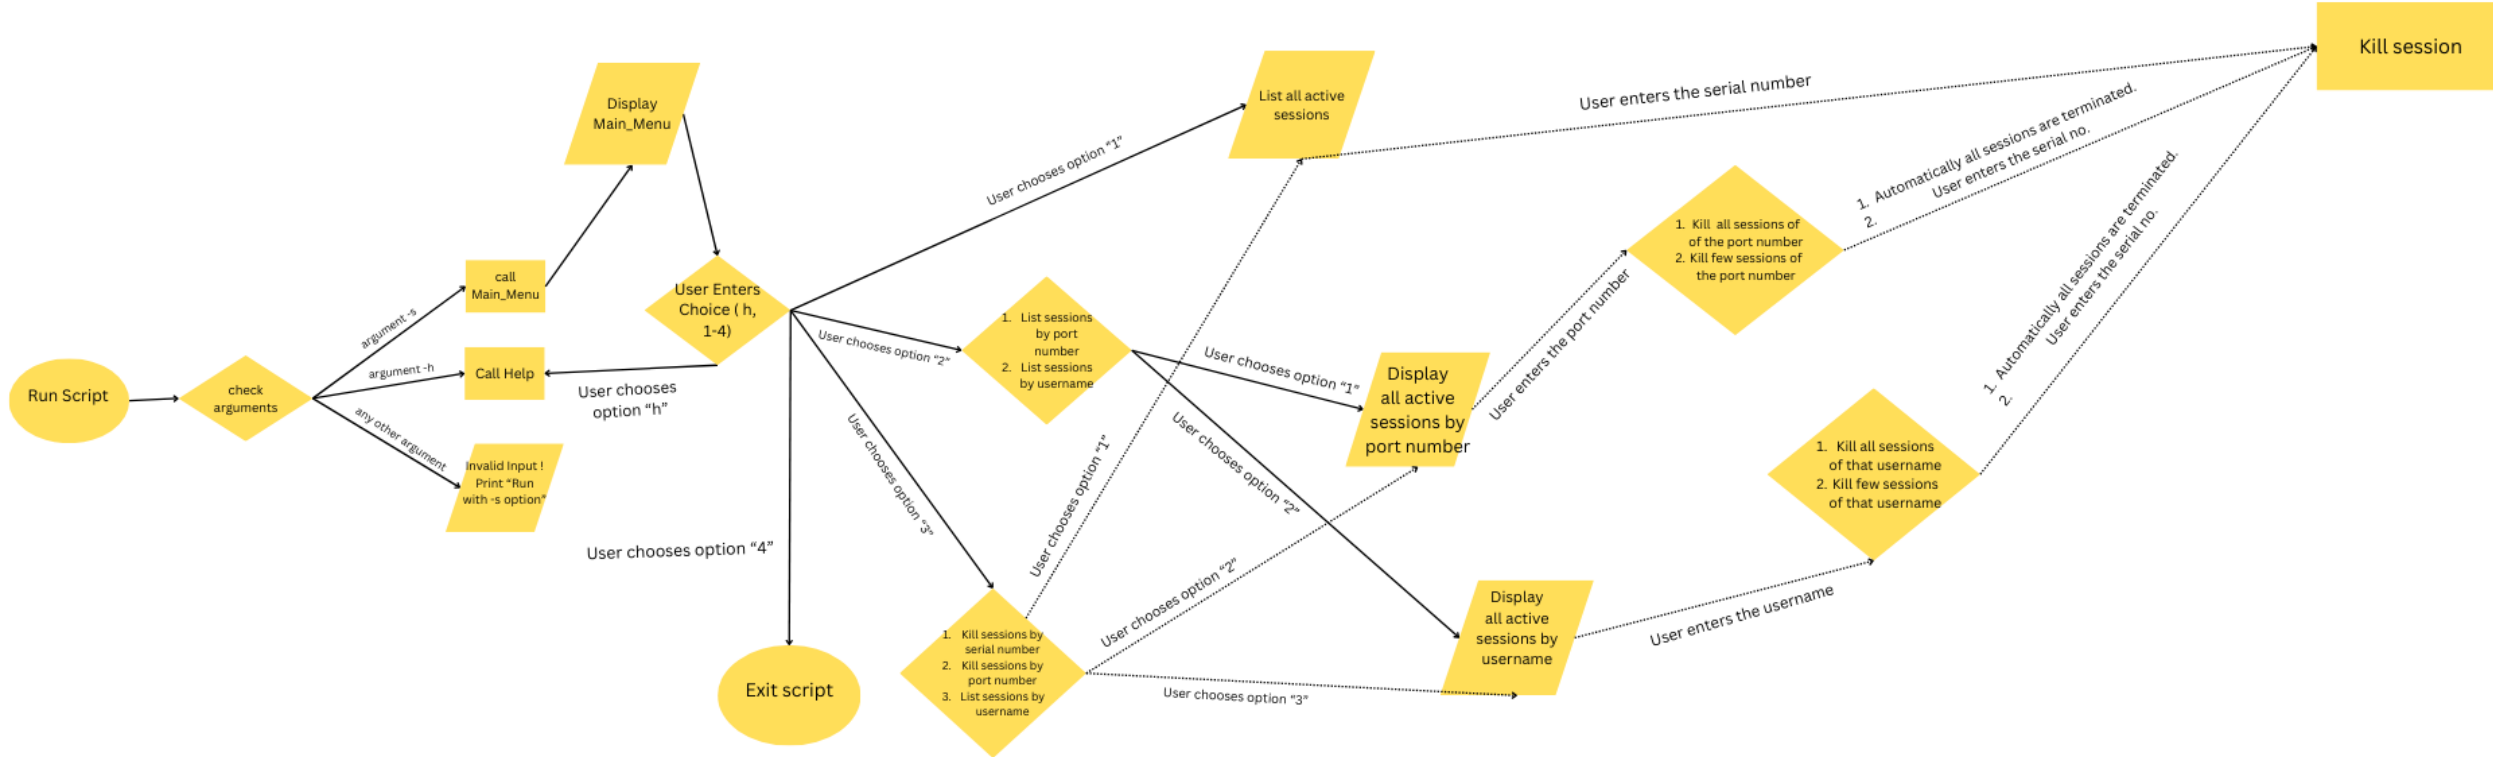 Run Script
check
arguments
argument -s
argument -h
any other argument
call
Main_Menu
Call Help
Invalid Input !
Print “Run
with -s option”
Display
Main_Menu
User Enters
Choice ( h,
1-4)
User chooses
option “h”
User chooses option “1”
User chooses option “2”
User chooses option “3”
User chooses option “4”
Exit script
List all active
sessions
1. List sessions
by port
number
2. List sessions
by username
1. Kill sessions by
serial number
2. Kill sessions by
port number
3. List sessions by
username
User chooses option “1”
User chooses option “2”
User chooses option “1”
User chooses option “2”
User chooses option “3”
Display
all active
sessions by
port number
Display
all active
sessions by
username
User enters the serial number
User enters the port number
User enters the username
1. Kill all sessions of
of the port number
2. Kill few sessions of
the port number
1. Kill all sessions
of that username
2. Kill few sessions
of that username
1. Automatically all sessions are terminated.
2. User enters the serial no.
1. Automatically all sessions are terminated.
2. User enters the serial no.
Kill session